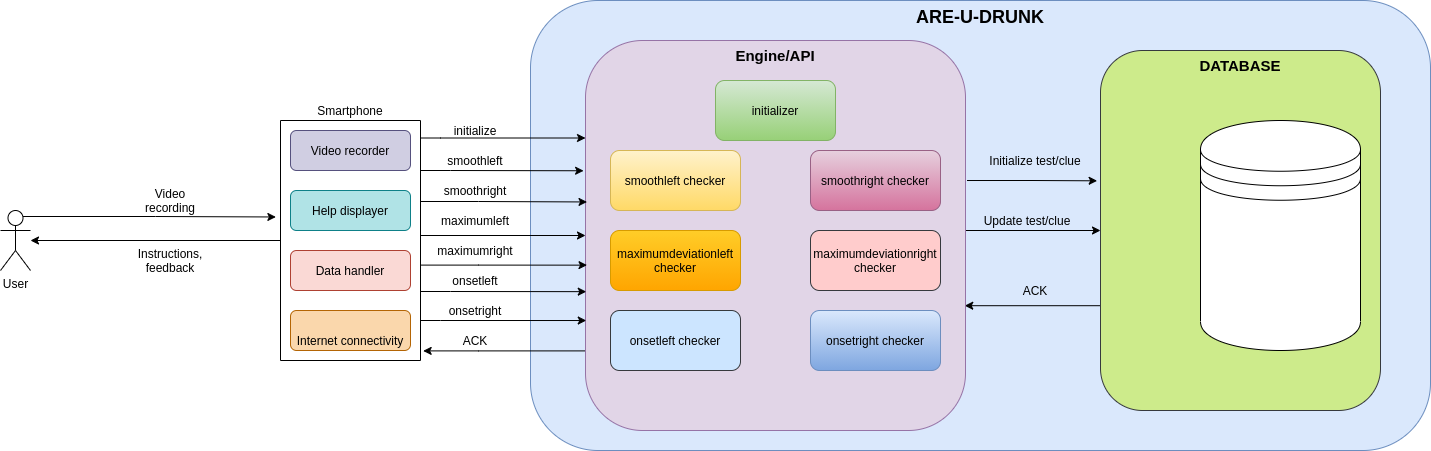 ARE-U-DRUNK
Engine/API
DATABASE
initializer
Smartphone
Video recorder
Help displayer
Data handler
Internet connectivity
Video
recording
Instructions,
feedback
User
initialize
smoothleft
smoothright
maximumleft
maximumright
onsetleft
onsetright
ACK
smoothleft checker
smoothright checker
maximumdeviationleft
checker
maximumdeviationright
checker
onsetleft checker
onsetright checker
Initialize test/clue
Update test/clue
ACK